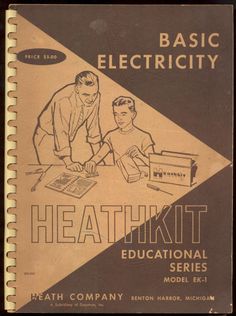 BASIC
ELECTRICITY
PRICE $5.00
HEATHKIT
EDUCATIONAL
SERIES
MODEL EK-1
HEATH COMPANY BENTON HARBOR, MICHIGAN
A Subsidiary of Daystrom, Inc.